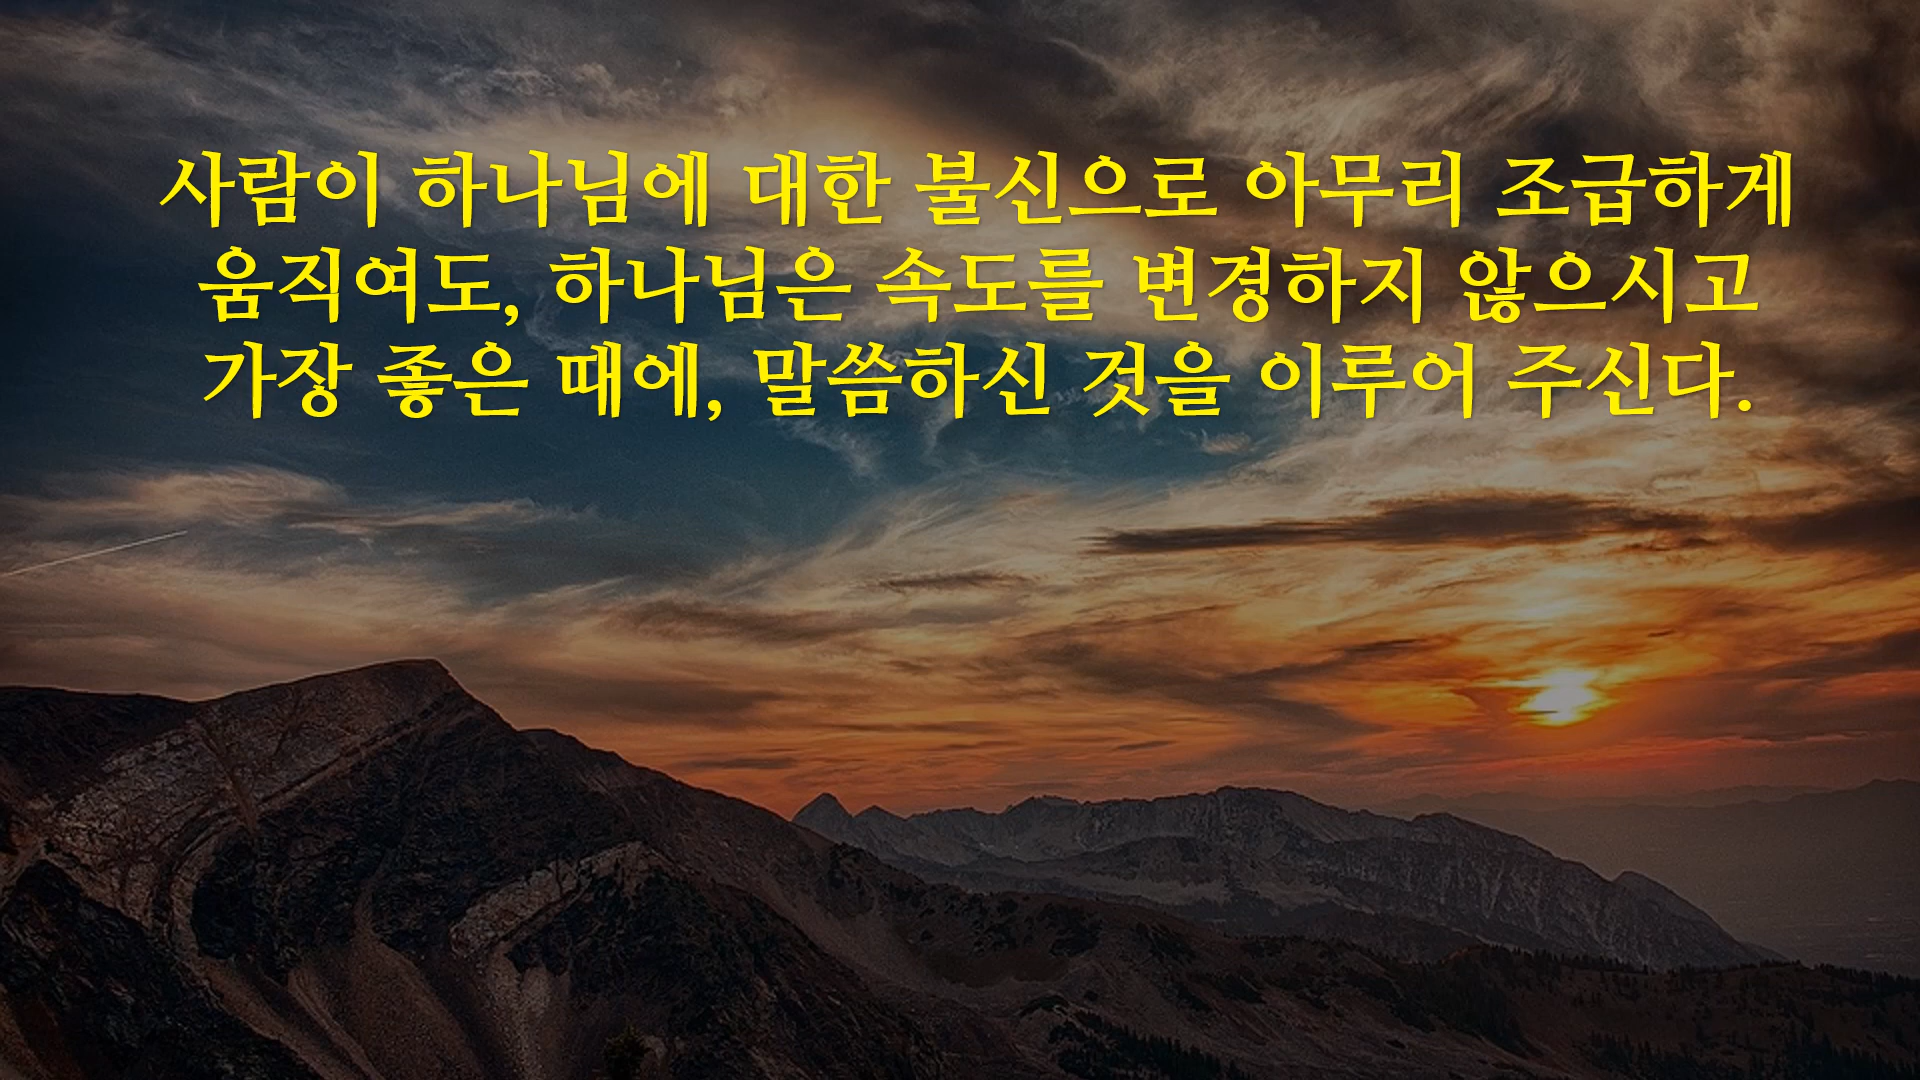 사람이 하나님에 대한 불신으로 아무리 조급하게
움직여도, 하나님은 속도를 변경하지 않으시고
가장 좋은 때에, 말씀하신 것을 이루어 주신다.